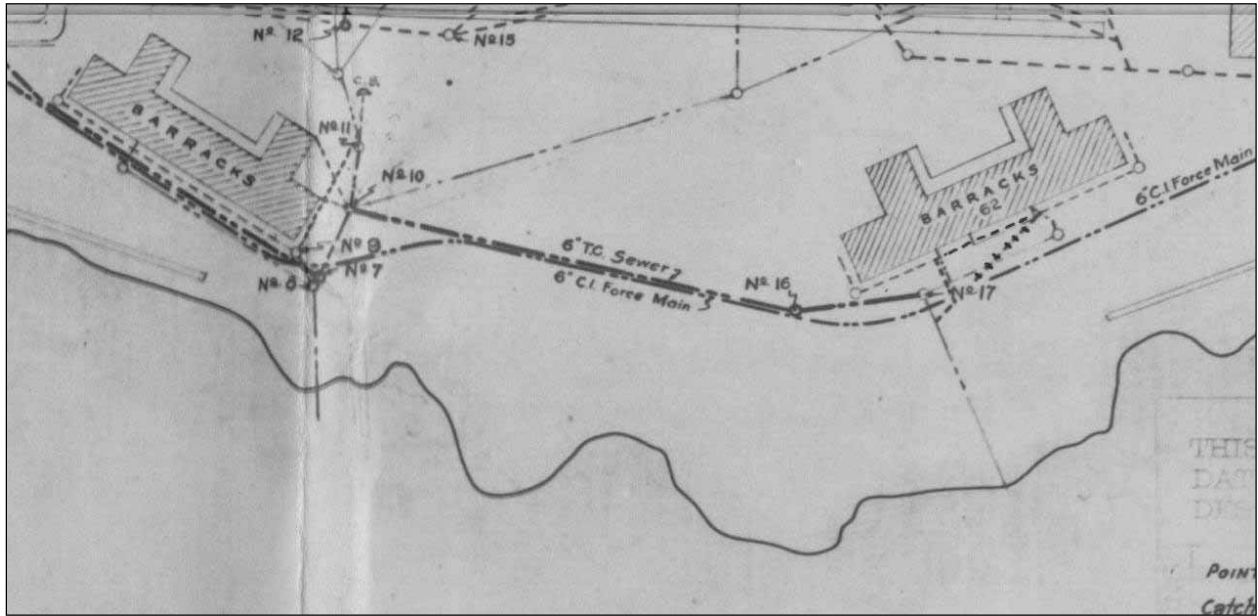 No 12
No 15
C.B.
No 11
BARRACKS
No 10
BARRACKS
62
6" C.I. Force Main
No 9
No 7
No 8
6" T.C. Sewer
6" C.I. Force Main
No 16
No 17
THIS
DAT
DES
POINT
Catch